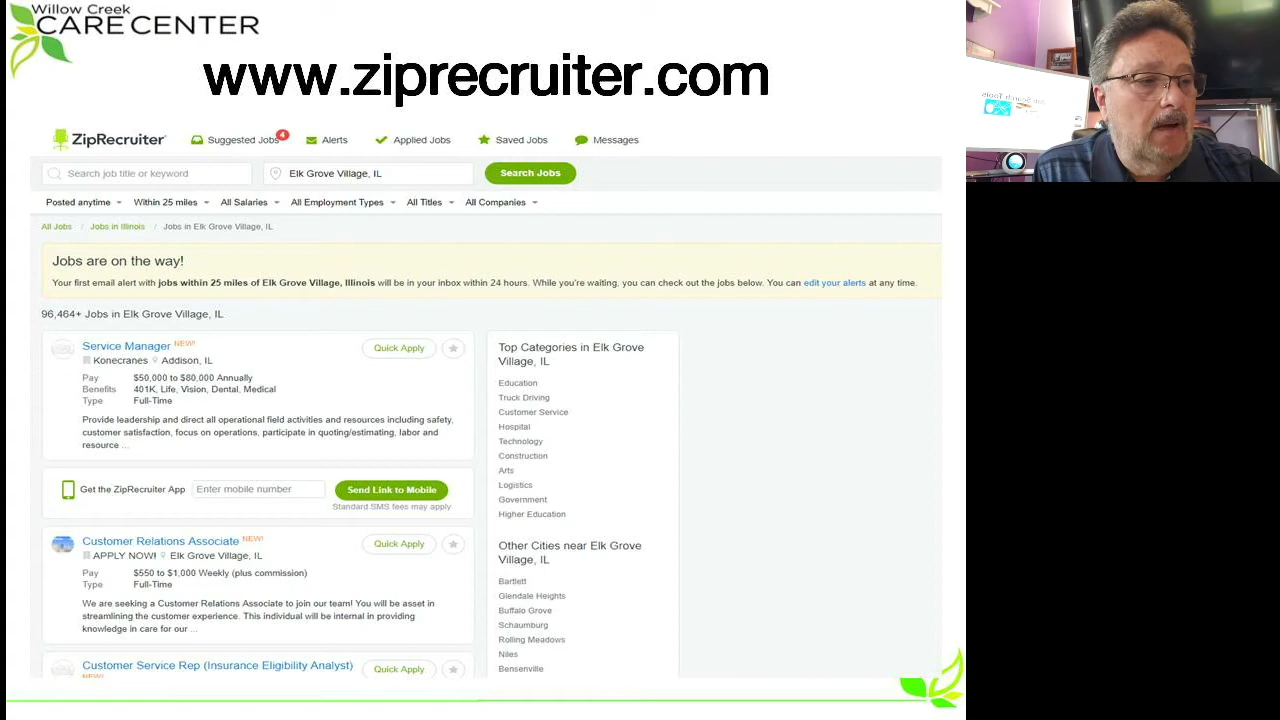 Willow Creek
CARE CENTER
www.ziprecruiter.com
ZipRecruiter
Suggested Jobs 4
Alerts
Applied Jobs
Saved Jobs
Messages
Search job title or keyword
Elk Grove Village, IL
Search Jobs
Posted anytime
Within 25 miles
All Salaries
All Employment Types
All Titles
All Companies
All Jobs / Jobs in Illinois / Jobs in Elk Grove Village, IL
Jobs are on the way!
Your first email alert with jobs within 25 miles of Elk Grove Village, Illinois will be in your inbox within 24 hours. While you're waiting, you can check out the jobs below. You can edit your alerts at any time.
96,464+ Jobs in Elk Grove Village, IL
Service Manager NEW!
Quick Apply
Konecranes Addison, IL
Pay $50,000 to $80,000 Annually
Benefits 401K, Life, Vision, Dental, Medical
Type Full-Time
Provide leadership and direct all operational field activities and resources including safety,
customer satisfaction, focus on operations, participate in quoting/estimating, labor and
resource ...
Get the ZipRecruiter App
Enter mobile number
Send Link to Mobile
Standard SMS fees may apply
Customer Relations Associate NEW!
Quick Apply
APPLY NOW! Elk Grove Village, IL
Pay $550 to $1,000 Weekly (plus commission)
Type Full-Time
We are seeking a Customer Relations Associate to join our team! You will be asset in
streamlining the customer experience. This individual will be internal in providing
knowledge in care for our ...
Customer Service Rep (Insurance Eligibility Analyst)
NEW!
Quick Apply
Top Categories in Elk Grove
Village, IL
Education
Truck Driving
Customer Service
Hospital
Technology
Construction
Arts
Logistics
Government
Higher Education
Other Cities near Elk Grove
Village, IL
Bartlett
Glendale Heights
Buffalo Grove
Schaumburg
Rolling Meadows
Niles
Bensenville